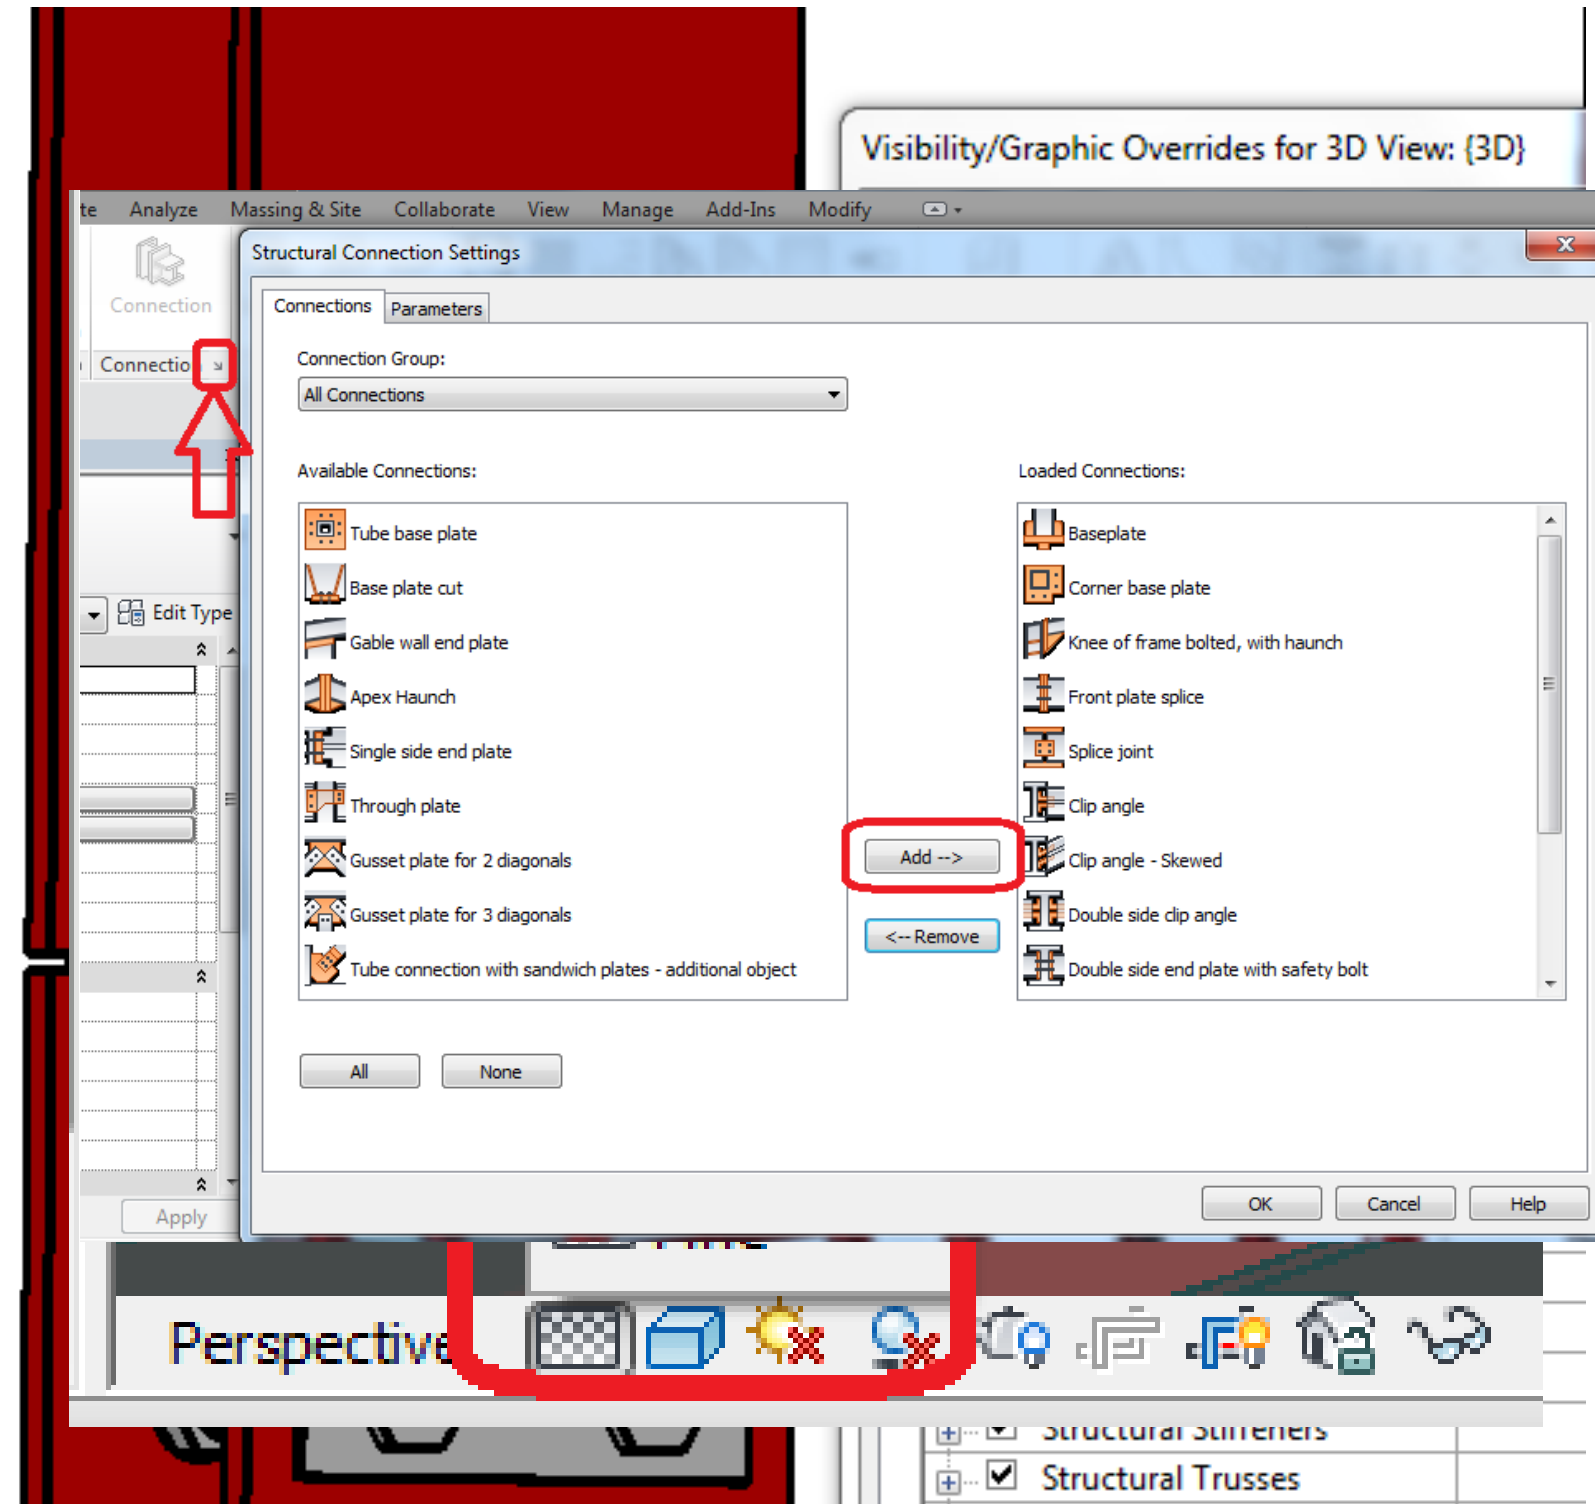 Visibility/Graphic Overrides for 3D View: {3D}
te Analyze Massing & Site Collaborate View Manage Add-Ins Modify
Structural Connection Settings
Connection
Connections Parameters
Connection Group:
Connectio
All Connections
Available Connections:
Loaded Connections:
Tube base plate
Baseplate
Base plate cut
Corner base plate
Edit Type
Gable wall end plate
Knee of frame bolted, with haunch
Apex Haunch
Front plate splice
Single side end plate
Splice joint
Through plate
Clip angle
Gusset plate for 2 diagonals
Add -->
Clip angle - Skewed
Gusset plate for 3 diagonals
Double side clip angle
<-- Remove
Tube connection with sandwich plates - additional object
Double side end plate with safety bolt
All None
OK Cancel Help
Apply
Perspective
Structural Stiffeners
Structural Trusses